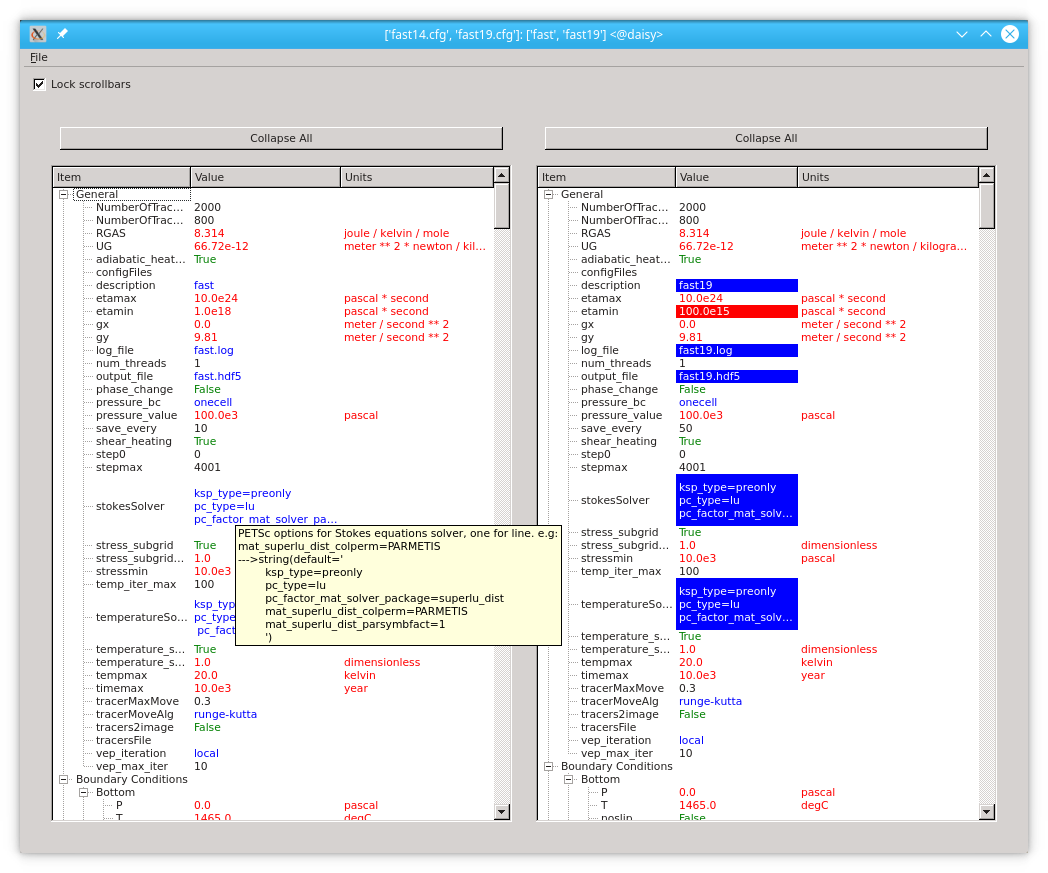 ['fast14.cfg', 'fast19.cfg']: ['fast', 'fast19'] <@daisy>
File
Lock scrollbars
Collapse All
Item Value Units
General
NumberOfTrac... 2000
NumberOfTrac... 800
RGAS 8.314 joule / kelvin / mole
UG 66.72e-12 meter ** 2 * newton / kil...
adiabatic_heat... True
configFiles
description fast
etamax 10.0e24 pascal * second
etamin 1.0e18 pascal * second
gx 0.0 meter / second ** 2
gy 9.81 meter / second ** 2
log_file fast.log
num_threads 1
output_file fast.hdf5
phase_change False
pressure_bc onecell
pressure_value 100.0e3 pascal
save_every 10
shear_heating True
step0 0
stepmax 4001
stokesSolver
ksp_type=preonly
pc_type=lu
pc_factor_mat_solver_pa...
stress_subgrid True
stress_subgrid... 1.0
stressmin 10.0e3
temp_iter_max 100
temperatureSo...
ksp_typ
pc_type
pc_fact
temperature_s... True
temperature_s... 1.0 dimensionless
tempmax 20.0 kelvin
timemax 10.0e3 year
tracerMaxMove 0.3
tracerMoveAlg runge-kutta
tracers2image False
tracersFile
vep_iteration local
vep_max_iter 10
Boundary Conditions
Bottom
P 0.0 pascal
T 1465.0 degC
PETSc options for Stokes equations solver, one for line. e.g:
mat_superlu_dist_colperm=PARMETIS
--->string(default='
ksp_type=preonly
pc_type=lu
pc_factor_mat_solver_package=superlu_dist
mat_superlu_dist_colperm=PARMETIS
mat_superlu_dist_parsymbfact=1
')
Collapse All
Item Value Units
General
NumberOfTrac... 2000
NumberOfTrac... 800
RGAS 8.314 joule / kelvin / mole
UG 66.72e-12 meter ** 2 * newton / kilogra...
adiabatic_heat... True
configFiles
description fast19
etamax 10.0e24 pascal * second
etamin 100.0e15 pascal * second
gx 0.0 meter / second ** 2
gy 9.81 meter / second ** 2
log_file fast19.log
num_threads 1
output_file fast19.hdf5
phase_change False
pressure_bc onecell
pressure_value 100.0e3 pascal
save_every 50
shear_heating True
step0 0
stepmax 4001
stokesSolver
ksp_type=preonly
pc_type=lu
pc_factor_mat_solv...
stress_subgrid True
stress_subgrid... 1.0 dimensionless
stressmin 10.0e3 pascal
temp_iter_max 100
temperatureSo...
ksp_type=preonly
pc_type=lu
pc_factor_mat_solv...
temperature_s... True
temperature_s... 1.0 dimensionless
tempmax 20.0 kelvin
timemax 10.0e3 year
tracerMaxMove 0.3
tracerMoveAlg runge-kutta
tracers2image False
tracersFile
vep_iteration local
vep_max_iter 10
Boundary Conditions
Bottom
P 0.0 pascal
T 1465.0 degC
noslip False